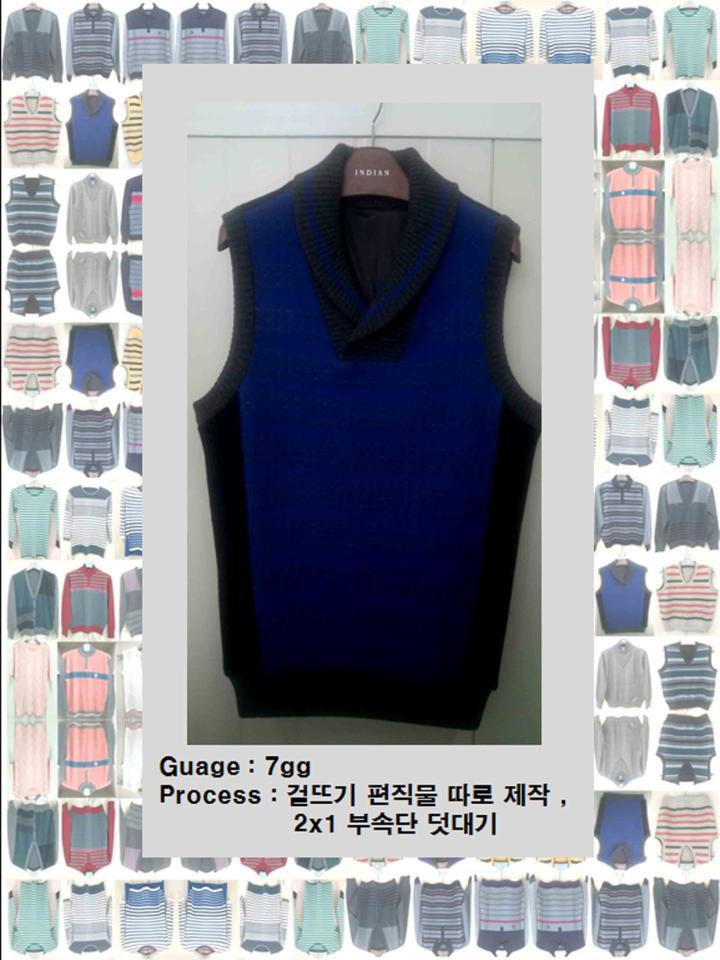 INDIAN
Guage : 7gg
Process : 겉뜨기 편직물 따로 제작 ,
2x1 부속단 덧대기